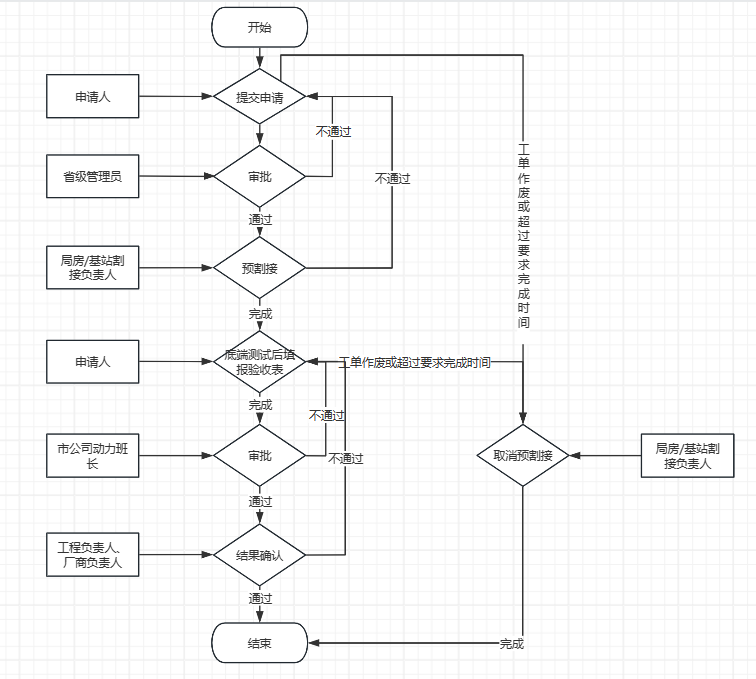 开始
申请人
提交申请
不通过
省级管理员
审批
不通过
通过
工单作废或超过要求完成时间
局房/基站割
接负责人
预割接
完成
申请人
底端测试后填
报验收表
工单作废或超过要求完成时间
完成
不通过
市公司动力班
长
审批
不通过
取消预割接
局房/基站割
接负责人
通过
工程负责人、
厂商负责人
结果确认
通过
结束
完成